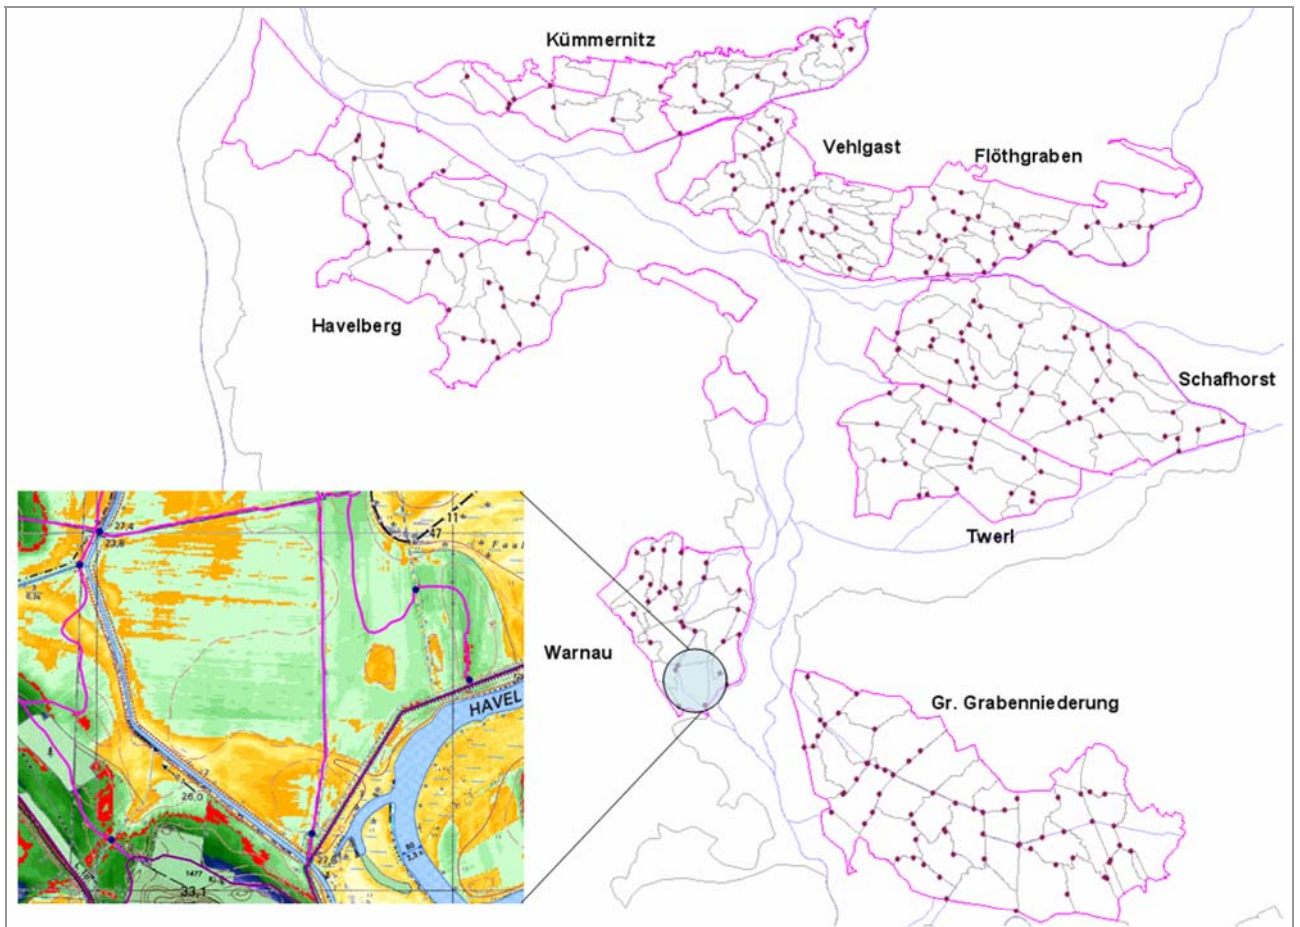 Kümmernitz
Vehlgast
Flöthgraben
Havelberg
Schafhorst
Twerl
Warnau
Gr. Grabenniederung
27,4
23,8
11
47
HAVEL
26,0
1477
33,1